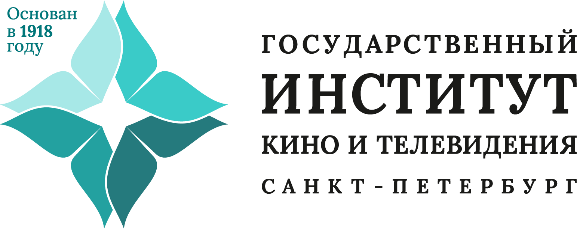 Основан
в 1918
году
ГОСУДАРСТВЕННЫЙ
ИНСТИТУТ
КИНО И ТЕЛЕВИДЕНИЯ
САНКТ-ПЕТЕРБУРГ